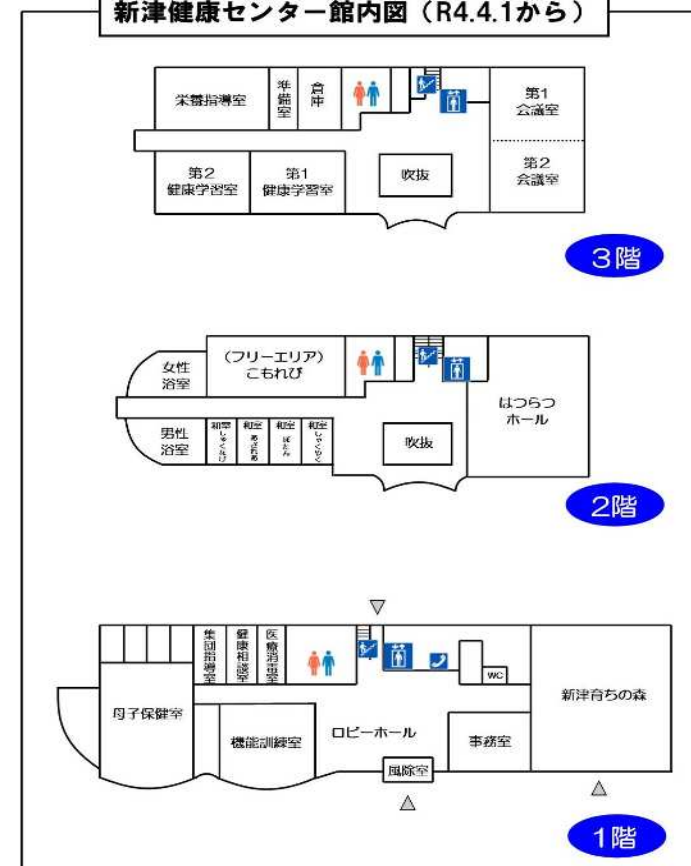 新津健康センター館内図（R4.4.1から）
栄養指導室
準備室
倉庫
第1
会議室
第2
会議室
第2
健康学習室
第1
健康学習室
吹抜
3階
女性
浴室
（フリーエリア）
こもれび
はつらつ
ホール
男性
浴室
和室
和室
和室 ぼたん
和室
吹抜
2階
集団指導室
健康相談室
医療消毒室
WC
新津育ちの森
母子保健室
機能訓練室
ロビーホール
事務室
風除室
1階